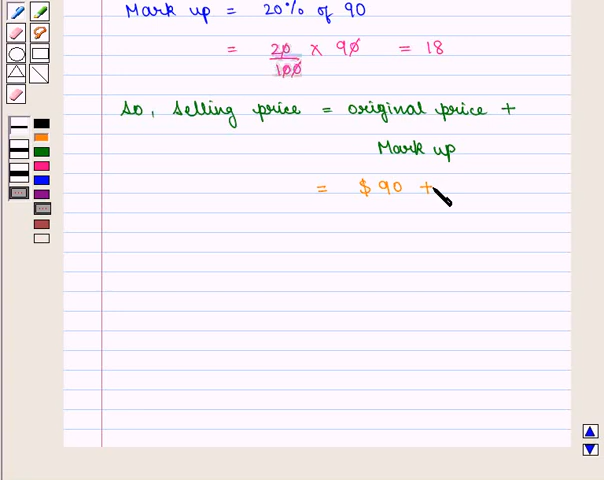 Mark up = 20% of 90
= 20/100 × 90 = 18
So, Selling price = original price +
Mark up
= $ 90 +